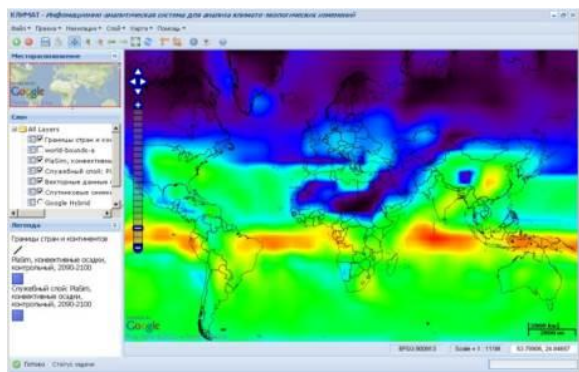 КЛИМАТ - Информационно-аналитическая система для анализа климато-экологических изменений
Файл Правка Навигация Слой Карта Помощь
Месторасположение
Google
Слои
All Layers
Границы стран и кон
world-bounds-a
PlaSim, конвективны
Служебный слой: Pl
Векторные данные
Спутниковые снимк
Google Hybrid
Легенда
Границы стран и континентов
PlaSim, конвективные осадки,
контрольный, 2090-2100
Служебный слой: PlaSim,
конвективные осадки,
контрольный, 2090-2100
Google
EPSG:900913
Готово Статус задачи